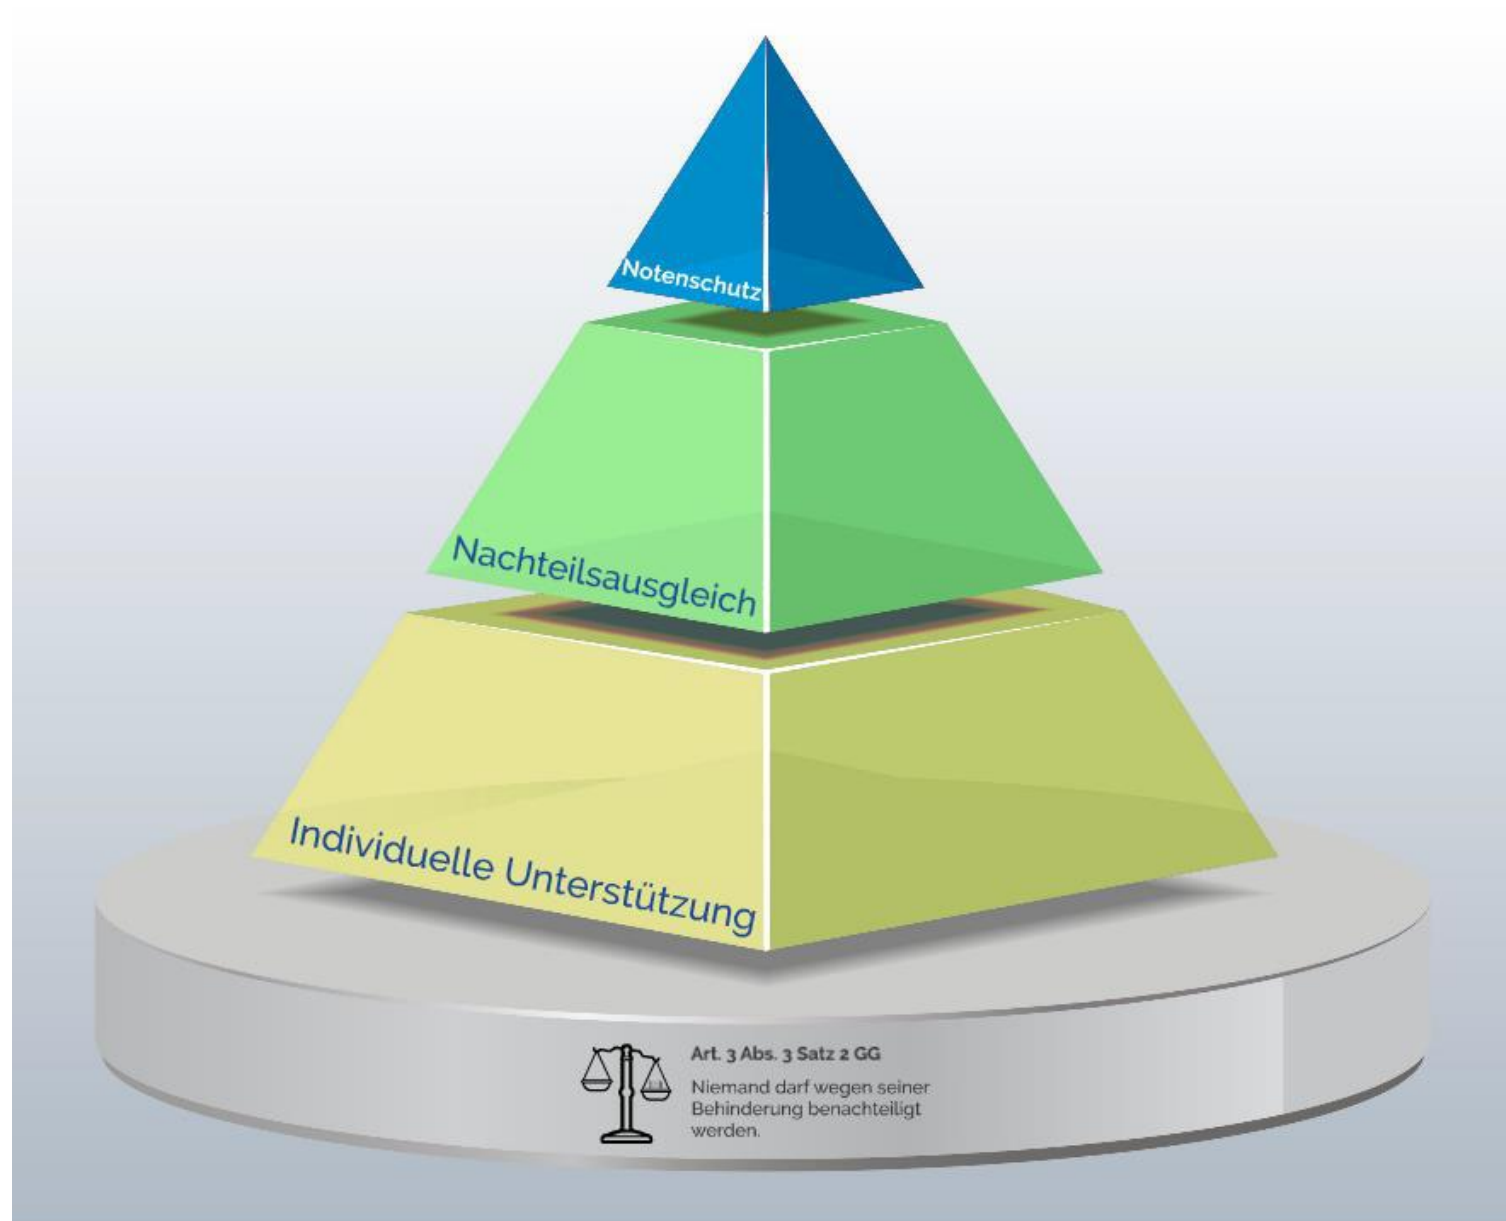 Notenschutz
Nachteilsausgleich
Individuelle Unterstützung
Art. 3 Abs. 3 Satz 2 GG
Niemand darf wegen seiner
Behinderung benachteiligt
werden.